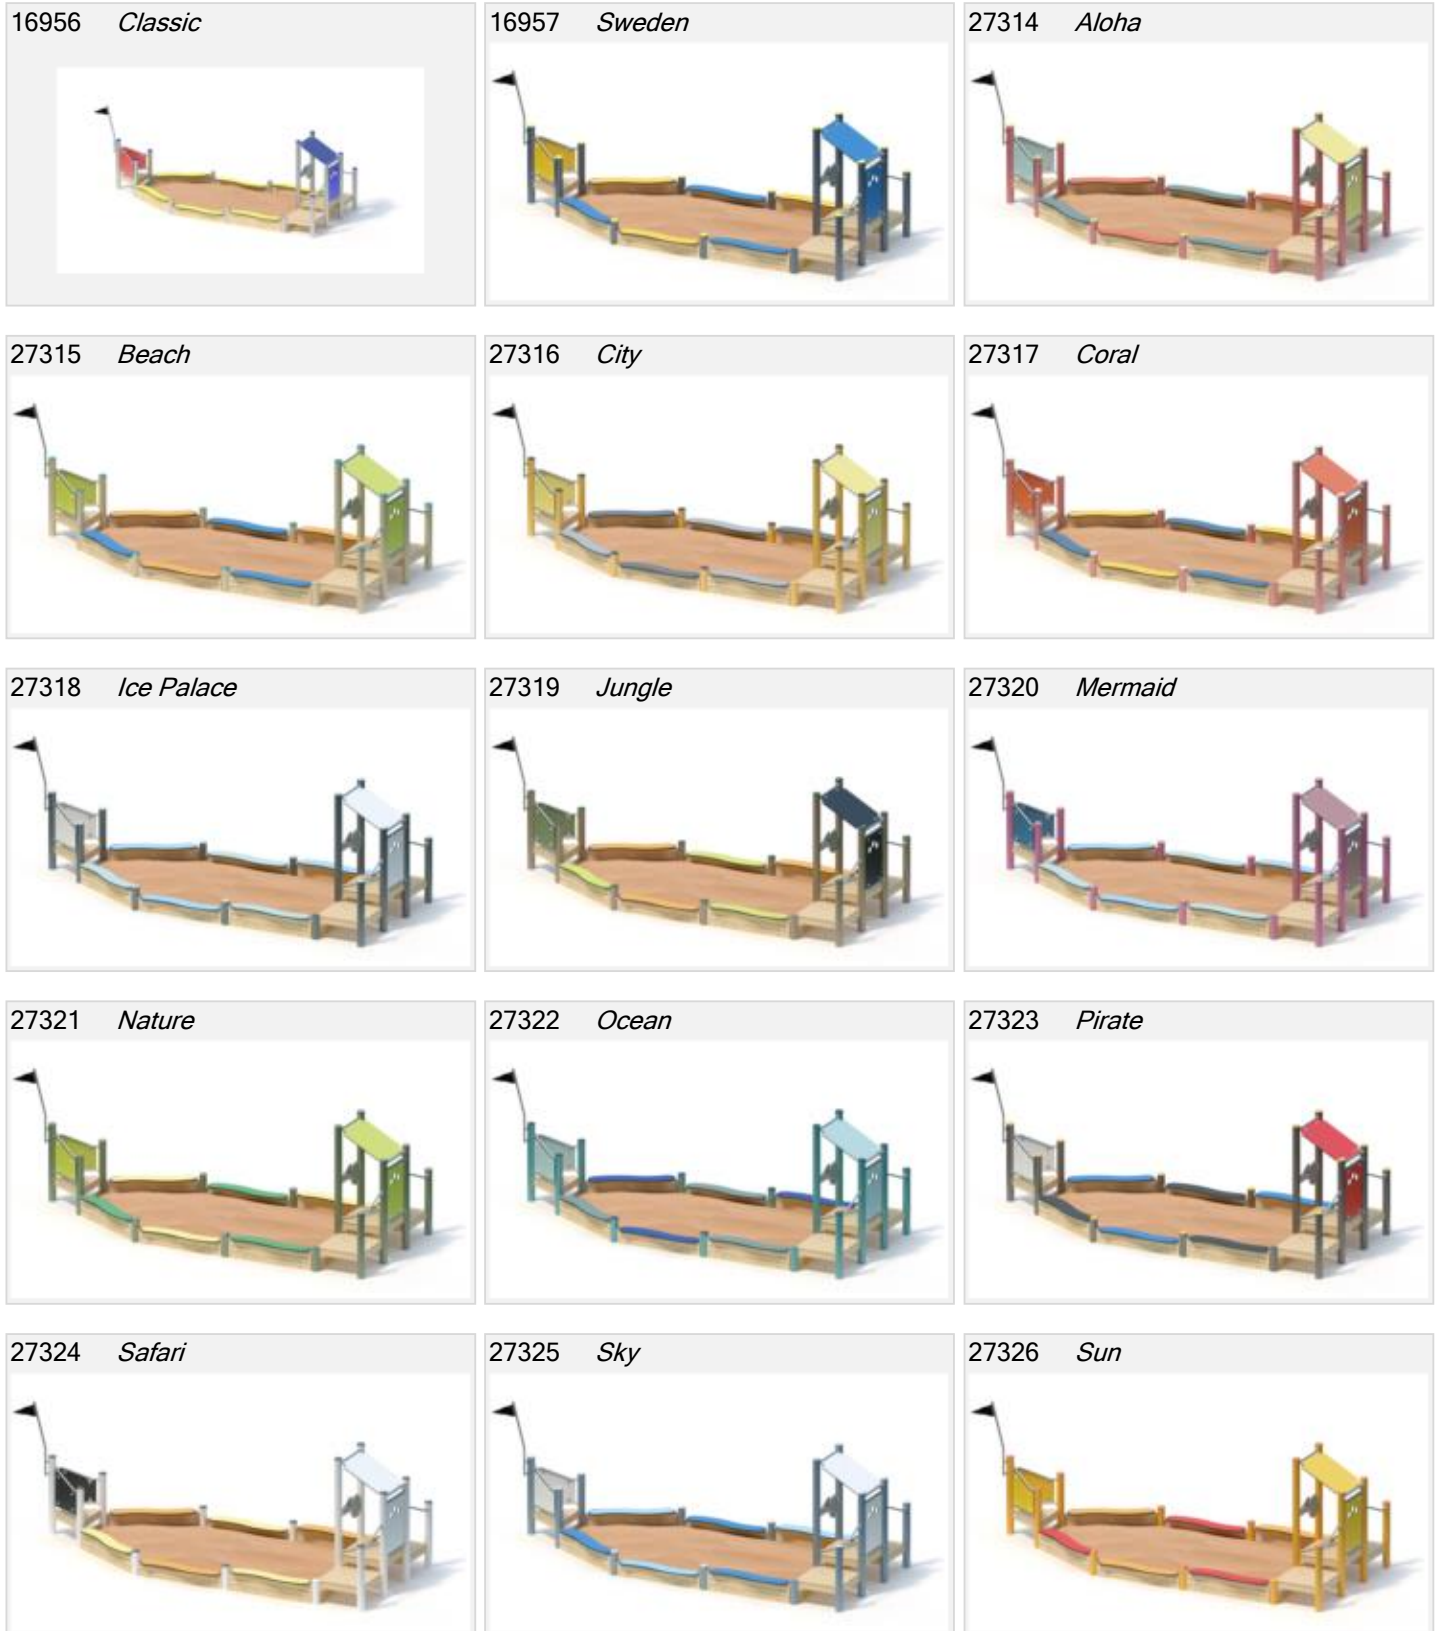 16956 Classic
16957 Sweden
27314 Aloha
27315 Beach
27316 City
27317 Coral
27318 Ice Palace
27319 Jungle
27320 Mermaid
27321 Nature
27322 Ocean
27323 Pirate
27324 Safari
27325 Sky
27326 Sun